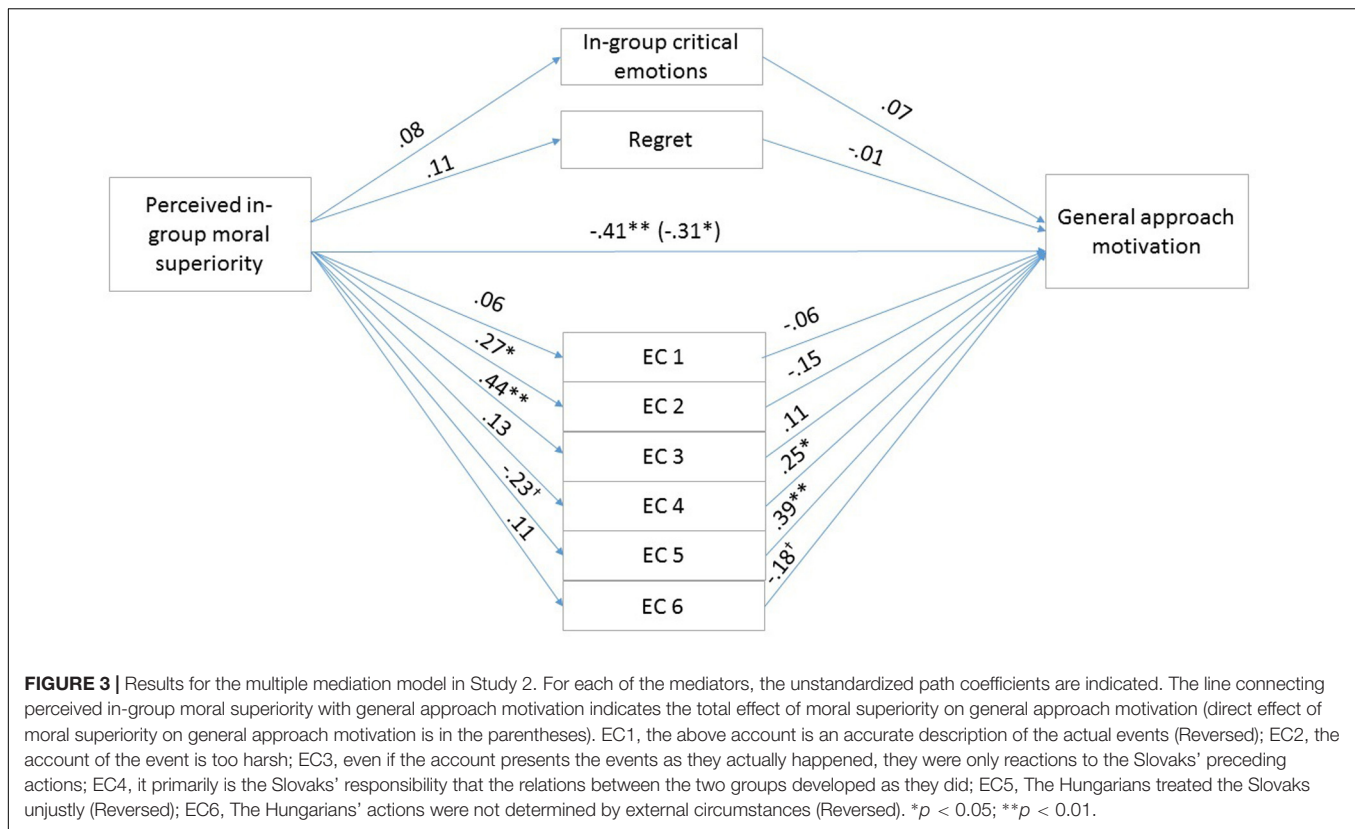 In-group critical
emotions
.08
.07
Regret
.11
-.01
Perceived in-
group moral
superiority
-.41** (-.31*)
General approach
motivation
.06
-.06
EC 1
.27*
-.15
EC 2
.44**
.11
EC 3
.13
.25*
EC 4
-.23†
.39**
EC 5
.11
-.18†
EC 6
FIGURE 3 | Results for the multiple mediation model in Study 2. For each of the mediators, the unstandardized path coefficients are indicated. The line connecting
perceived in-group moral superiority with general approach motivation indicates the total effect of moral superiority on general approach motivation (direct effect of
moral superiority on general approach motivation is in the parentheses). EC1, the above account is an accurate description of the actual events (Reversed); EC2, the
account of the event is too harsh; EC3, even if the account presents the events as they actually happened, they were only reactions to the Slovaks' preceding
actions; EC4, it primarily is the Slovaks' responsibility that the relations between the two groups developed as they did; EC5, The Hungarians treated the Slovaks
unjustly (Reversed); EC6, The Hungarians' actions were not determined by external circumstances (Reversed). *p < 0.05; **p < 0.01.